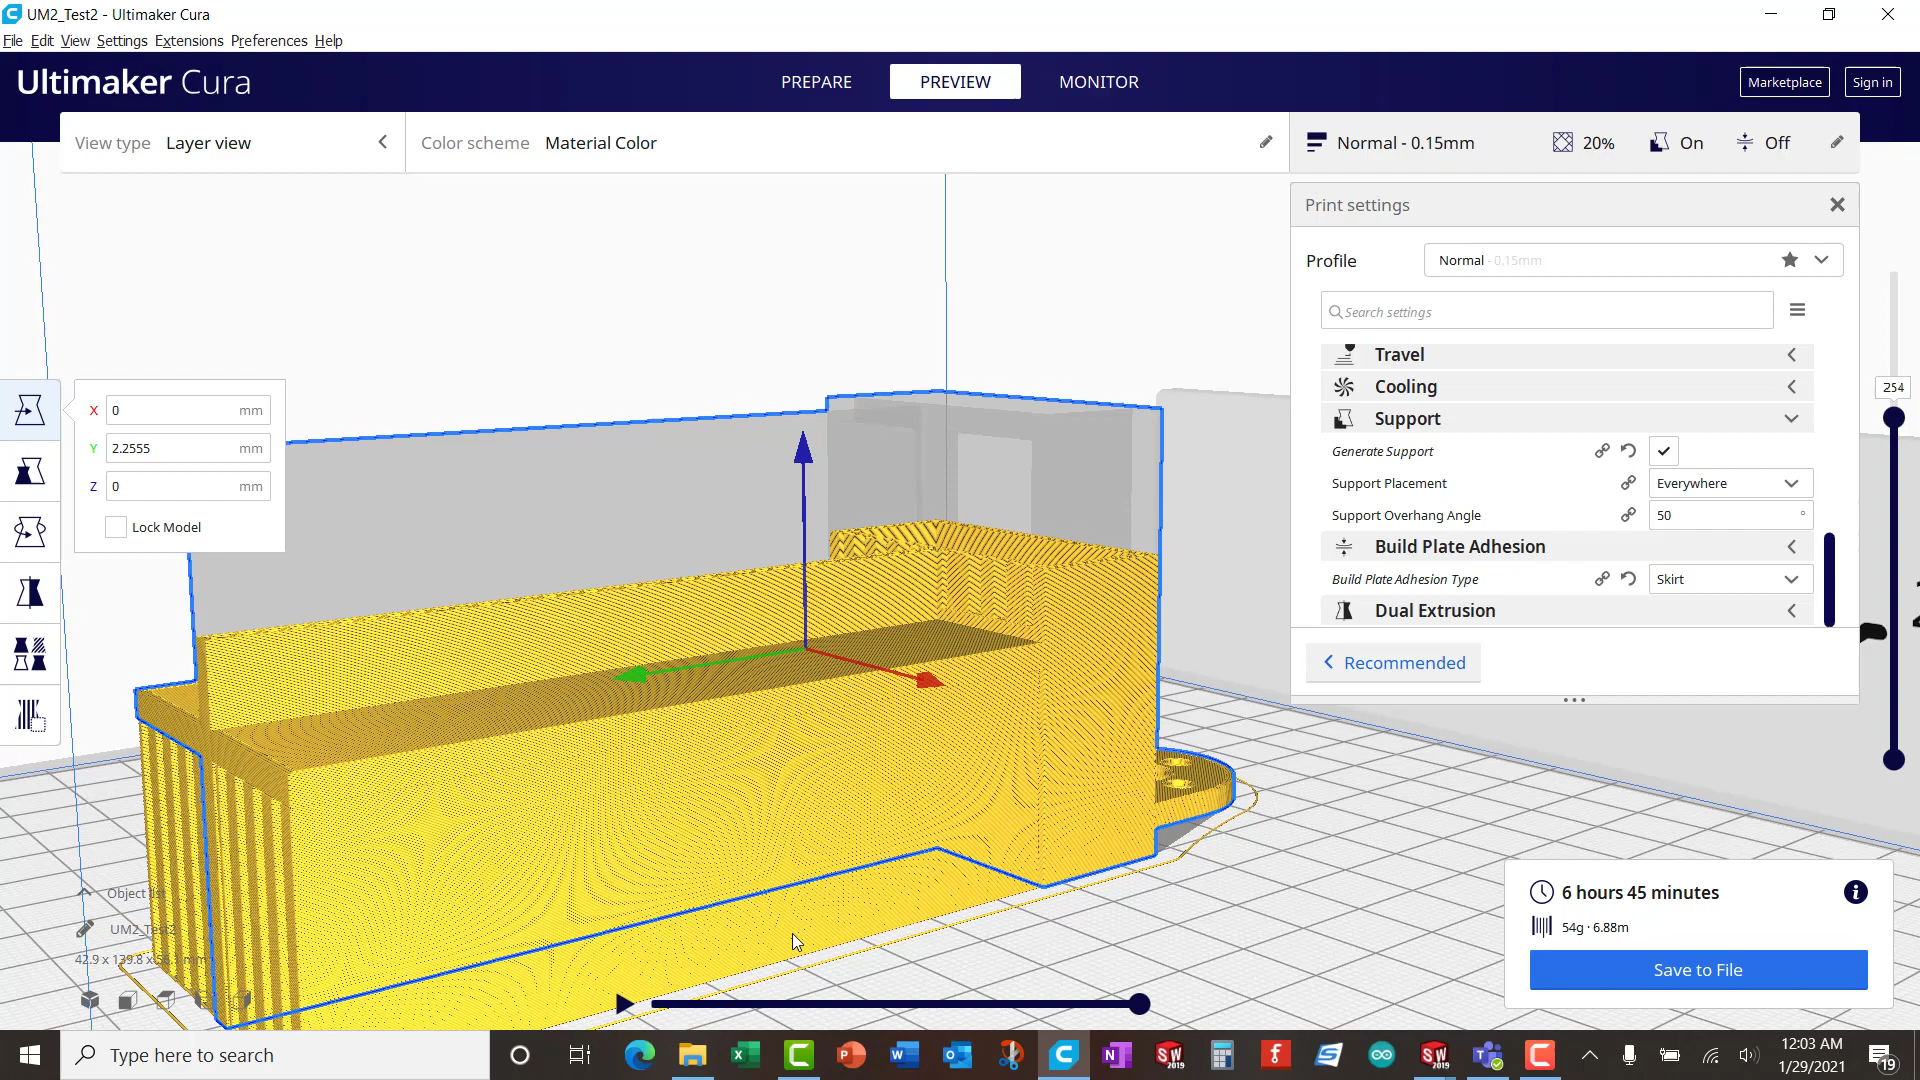 UM2_Test2 - Ultimaker Cura
File Edit View Settings Extensions Preferences Help
Ultimaker Cura
PREPARE
PREVIEW
MONITOR
Marketplace
Sign in
View type Layer view
Color scheme Material Color
Normal - 0.15mm
20%
On
Off
Print settings
Profile
Normal - 0.15mm
Search settings
Travel
Cooling
Support
Generate Support
Support Placement Everywhere
Support Overhang Angle 50 °
Build Plate Adhesion
Build Plate Adhesion Type Skirt
Dual Extrusion
Recommended
254
X 0 mm
Y 2.2555 mm
Z 0 mm
Lock Model
Object list
UM2_Test2
6 hours 45 minutes
54g · 6.88m
Save to File
Type here to search
12:03 AM
1/29/2021
19